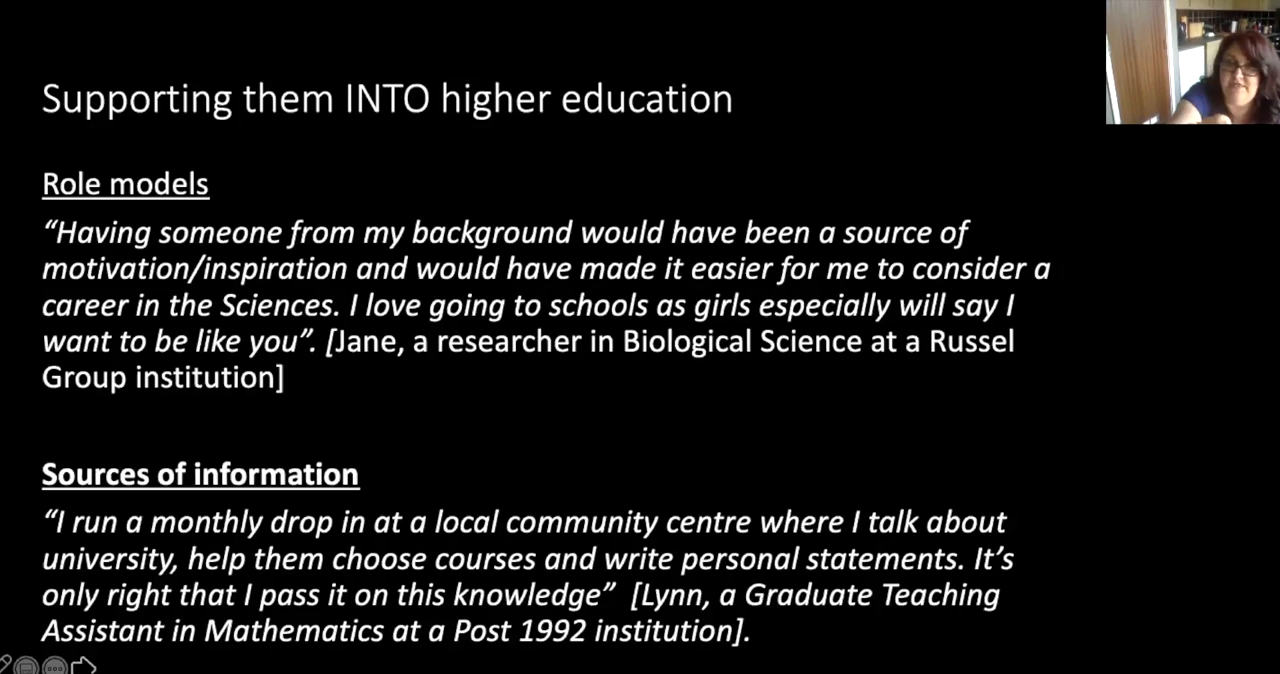 Supporting them INTO higher education
Role models
“Having someone from my background would have been a source of
motivation/inspiration and would have made it easier for me to consider a
career in the Sciences. I love going to schools as girls especially will say I
want to be like you”. [Jane, a researcher in Biological Science at a Russel
Group institution]
Sources of information
“I run a monthly drop in at a local community centre where I talk about
university, help them choose courses and write personal statements. It’s
only right that I pass it on this knowledge” [Lynn, a Graduate Teaching
Assistant in Mathematics at a Post 1992 institution].